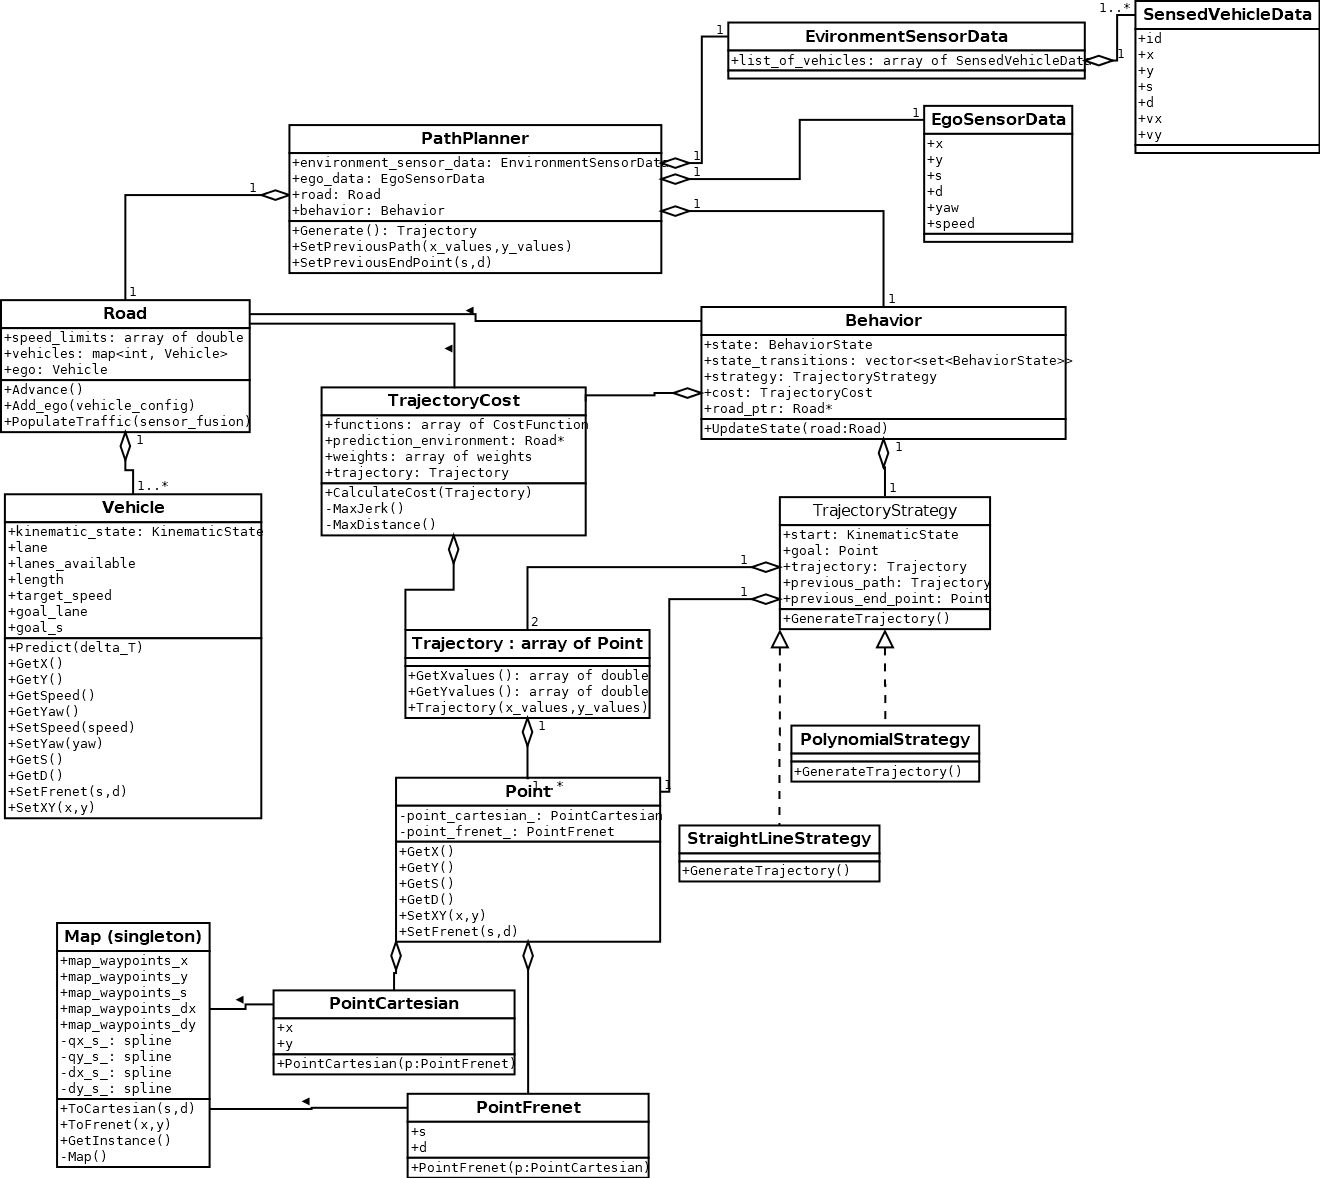 1..*
SensedVehicleData
+id
+x
+y
+s
+d
+vx
+vy
1
EvironmentSensorData
+list_of_vehicles: array of SensedVehicleData
1
1
EgoSensorData
+x
+y
+s
+d
+yaw
+speed
PathPlanner
+environment_sensor_data: EnvironmentSensorData
+ego_data: EgoSensorData
+road: Road
+behavior: Behavior
+Generate(): Trajectory
+SetPreviousPath(x_values,y_values)
+SetPreviousEndPoint(s,d)
1
1
1
1
1
1
Road
+speed_limits: array of double
+vehicles: map<int, Vehicle>
+ego: Vehicle
+Advance()
+Add_ego(vehicle_config)
+PopulateTraffic(sensor_fusion)
1
1..*
Behavior
+state: BehaviorState
+state_transitions: vector<set<BehaviorState>>
+strategy: TrajectoryStrategy
+cost: TrajectoryCost
+road_ptr: Road*
+UpdateState(road:Road)
1
1
TrajectoryCost
+functions: array of CostFunction
+prediction_environment: Road*
+weights: array of weights
+trajectory: Trajectory
+CalculateCost(Trajectory)
-MaxJerk()
-MaxDistance()
Vehicle
+kinematic_state: KinematicState
+lane
+lanes_available
+length
+target_speed
+goal_lane
+goal_s
+Predict(delta_T)
+GetX()
+GetY()
+GetSpeed()
+GetYaw()
+SetSpeed(speed)
+SetYaw(yaw)
+GetS()
+GetD()
+SetFrenet(s,d)
+SetXY(x,y)
TrajectoryStrategy
+start: KinematicState
+goal: Point
+trajectory: Trajectory
+previous_path: Trajectory
+previous_end_point: Point
+GenerateTrajectory()
1
1
2
Trajectory : array of Point
+GetXvalues(): array of double
+GetYvalues(): array of double
+Trajectory(x_values,y_values)
1
PolynomialStrategy
+GenerateTrajectory()
StraightLineStrategy
+GenerateTrajectory()
1..*
1
Point
-point_cartesian_: PointCartesian
-point_frenet_: PointFrenet
+GetX()
+GetY()
+GetS()
+GetD()
+SetXY(x,y)
+SetFrenet(s,d)
Map (singleton)
+map_waypoints_x
+map_waypoints_y
+map_waypoints_s
+map_waypoints_dx
+map_waypoints_dy
-qx_s_: spline
-qy_s_: spline
-dx_s_: spline
-dy_s_: spline
+ToCartesian(s,d)
+ToFrenet(x,y)
+GetInstance()
-Map()
PointCartesian
+x
+y
+PointCartesian(p:PointFrenet)
PointFrenet
+s
+d
+PointFrenet(p:PointCartesian)